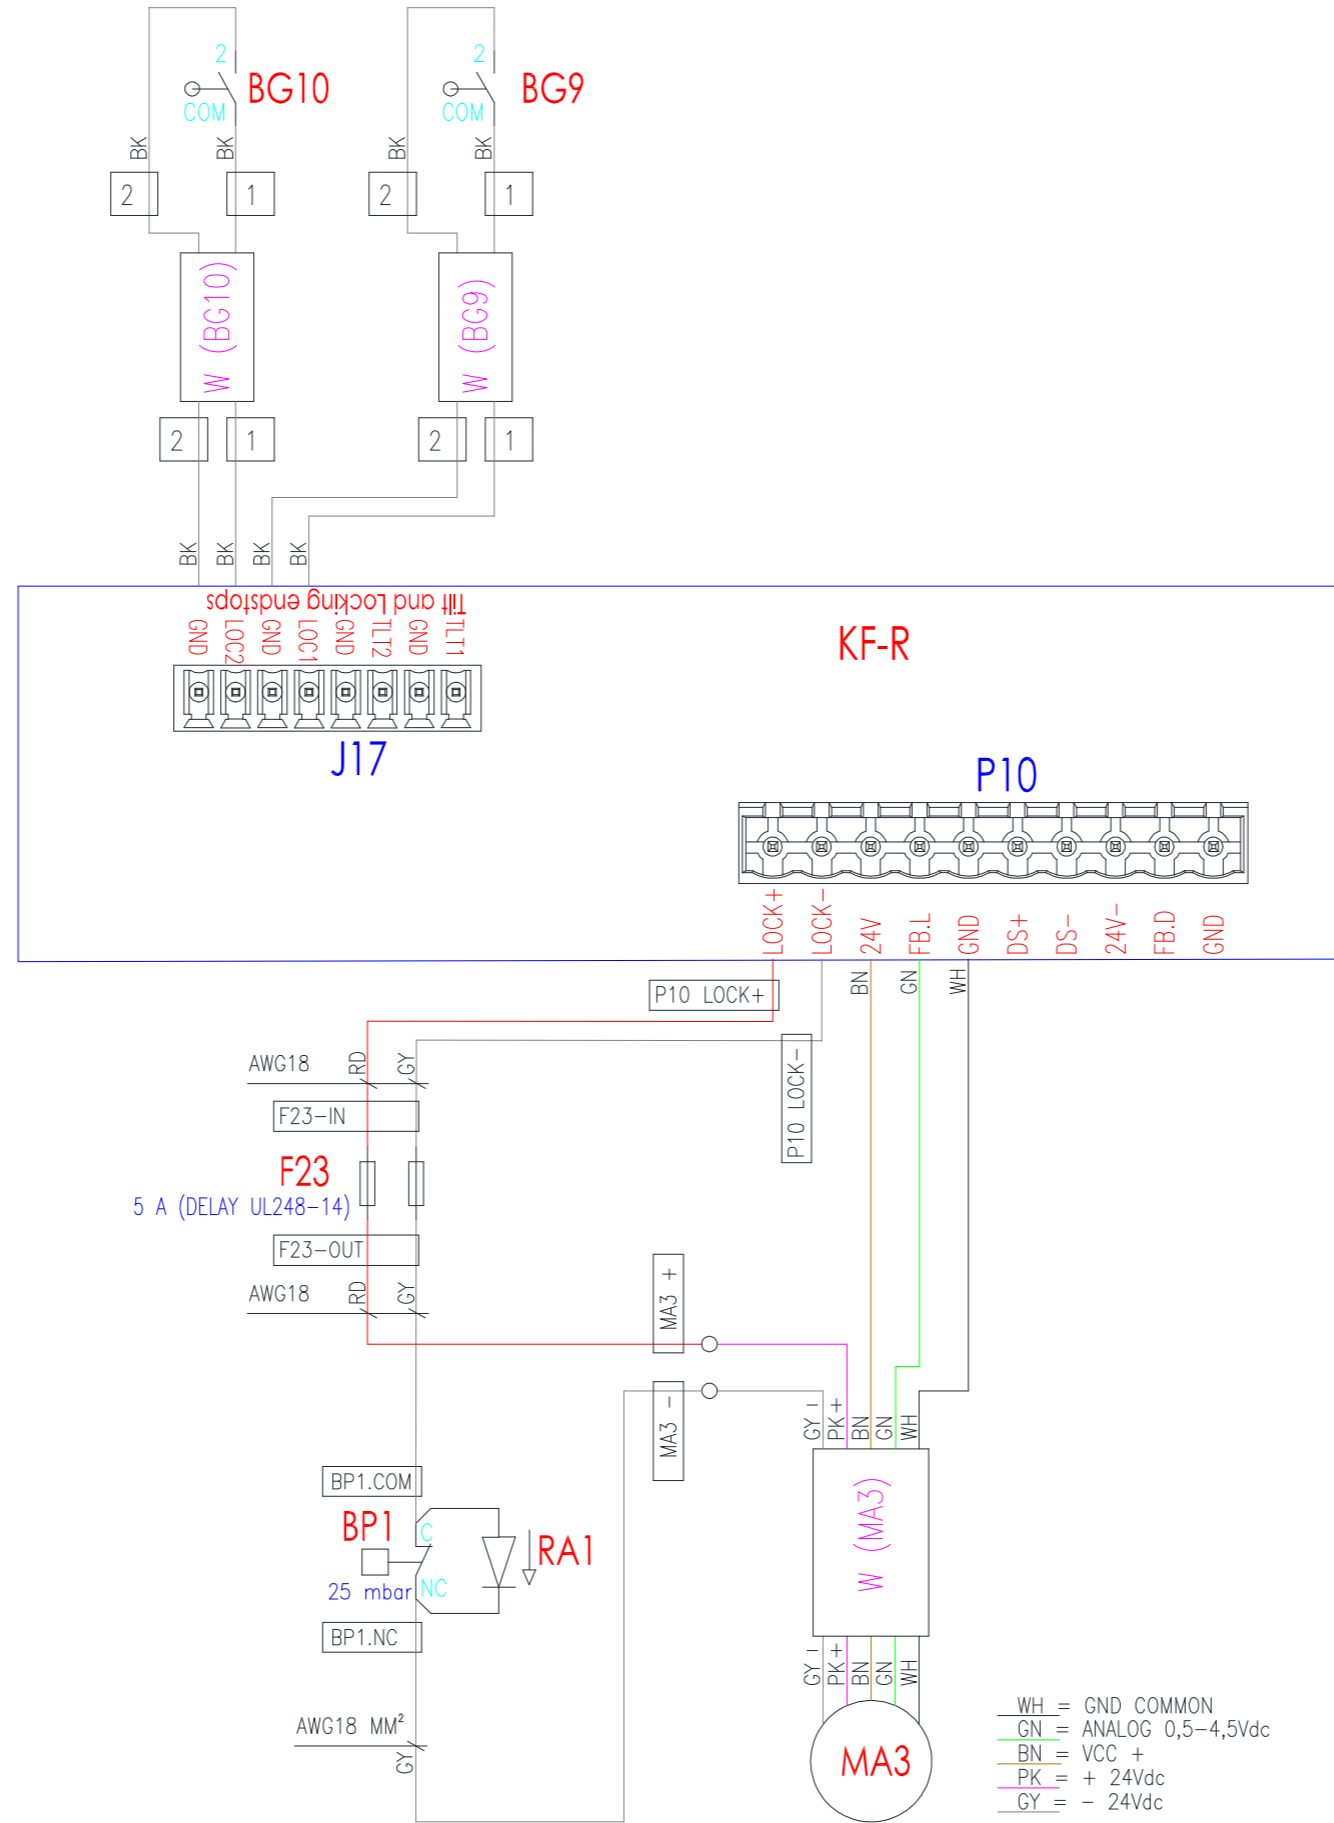 2
BG10
COM
2
BG9
COM
BK
BK
BK
BK
2
1
2
1
W (BG10)
W (BG9)
2
1
2
1
BK
BK
BK
BK
Tilt and Locking endstops
GND
LOC2
GND
LOC1
GND
TLT2
GND
TLT1
J17
KF-R
P10
LOCK+
LOCK-
24V
FB.L
GND
DS+
DS-
24V-
FB.D
GND
P10 LOCK+
BN
GN
WH
P10 LOCK-
AWG18
RD
GY
F23-IN
F23
5 A (DELAY UL248-14)
F23-OUT
AWG18
RD
GY
MA3 +
MA3 -
GY -
PK+
BN
GN
WH
BP1.COM
BP1
C
RA1
25 mbar
NC
BP1.NC
W (MA3)
GY -
PK+
BN
GN
WH
AWG18 MM²
GY
MA3
WH = GND COMMON
GN = ANALOG 0,5-4,5Vdc
BN = VCC +
PK = + 24Vdc
GY = - 24Vdc